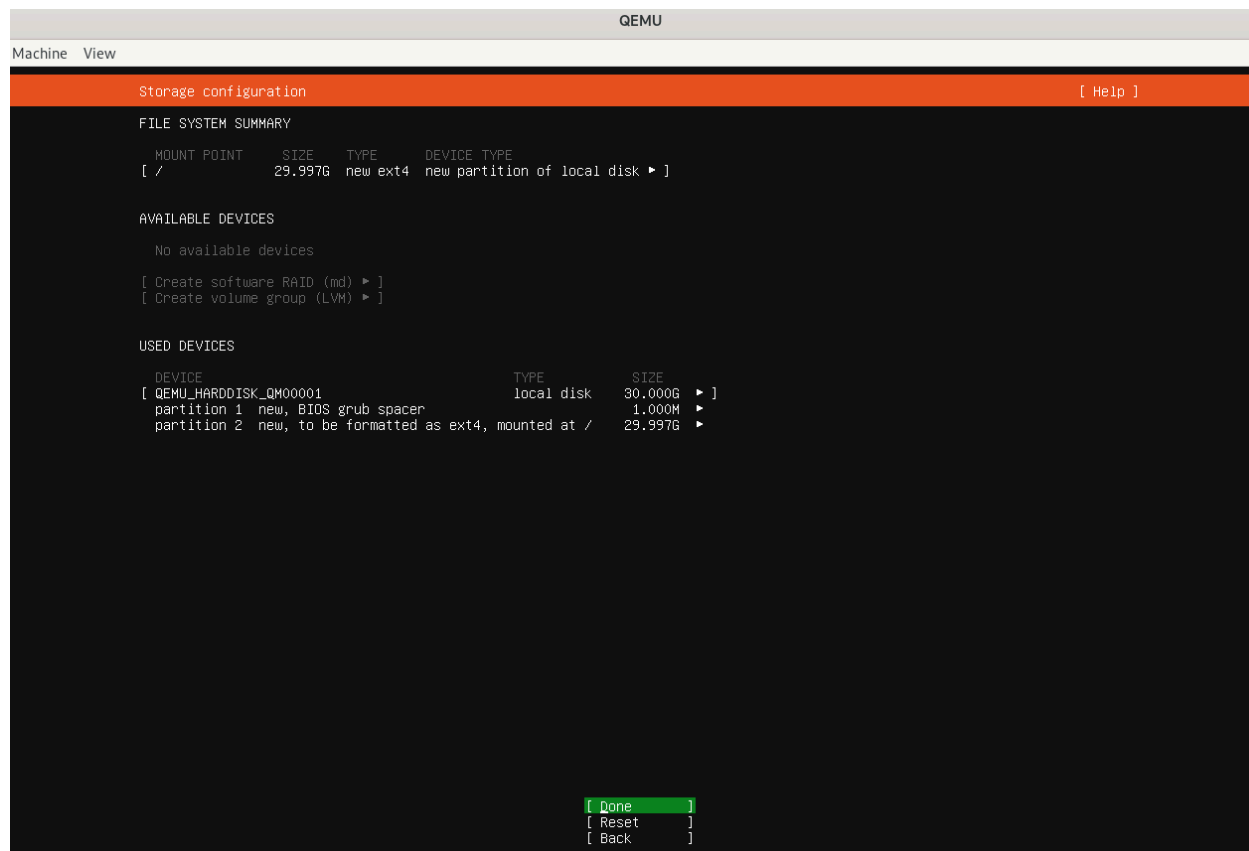 QEMU
Machine View
Storage configuration [ Help ]
FILE SYSTEM SUMMARY
MOUNT POINT SIZE TYPE DEVICE TYPE
[ / 29.997G new ext4 new partition of local disk ▸ ]
AVAILABLE DEVICES
No available devices
[ Create software RAID (md) ▸ ]
[ Create volume group (LVM) ▸ ]
USED DEVICES
DEVICE TYPE SIZE
[ QEMU_HARDDISK_QM00001 local disk 30.000G ▸ ]
partition 1 new, BIOS grub spacer 1.000M ▸
partition 2 new, to be formatted as ext4, mounted at / 29.997G ▸
[ Done ]
[ Reset ]
[ Back ]